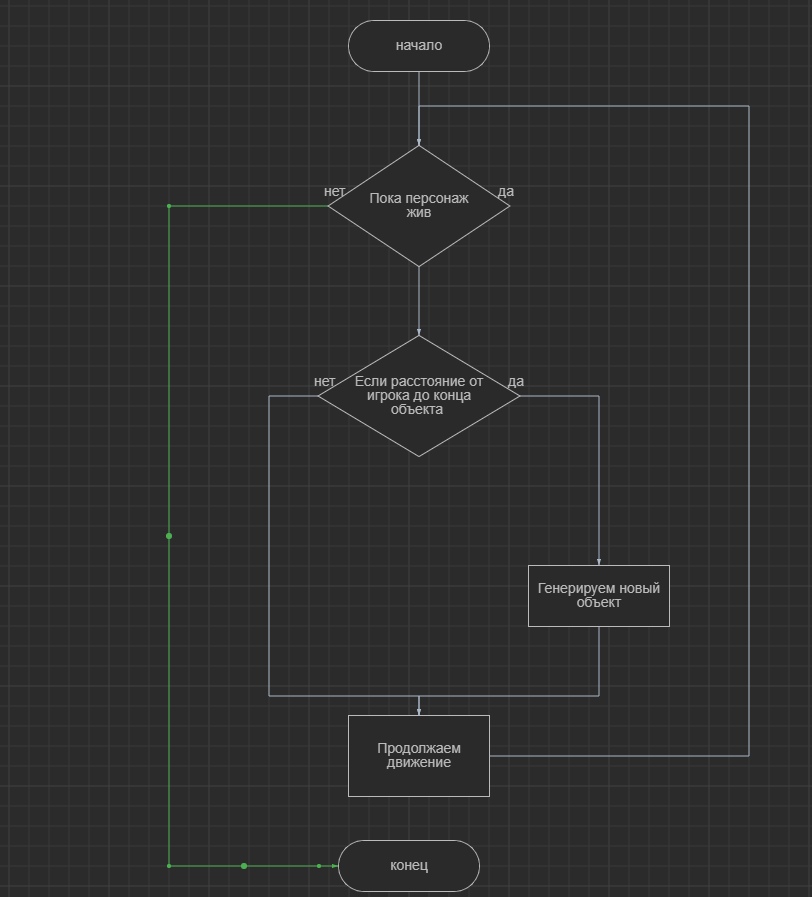 начало
нет
да
Пока персонаж
жив
нет
да
Если расстояние от
игрока до конца
объекта
Генерируем новый
объект
Продолжаем
движение
конец